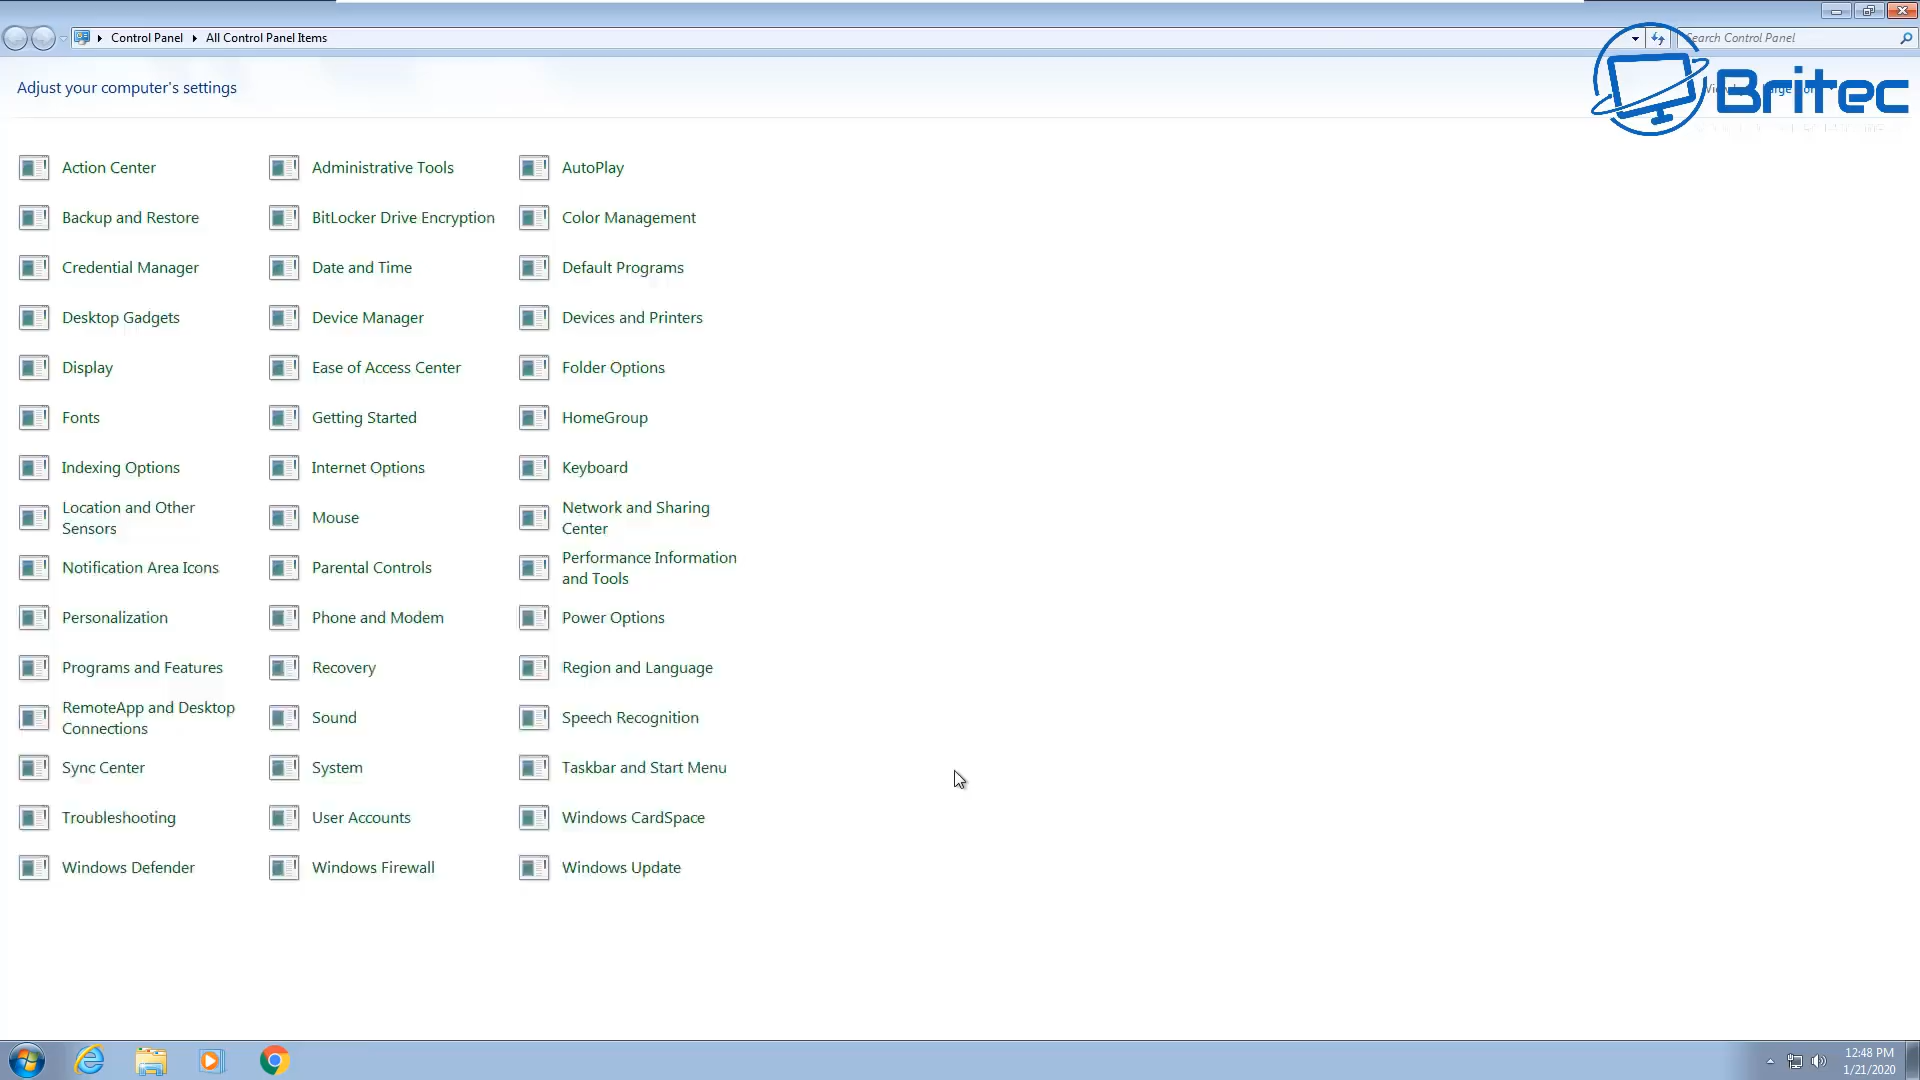 Control Panel All Control Panel Items
Search Control Panel
Adjust your computer's settings
Britec
Action Center
Administrative Tools
AutoPlay
Backup and Restore
BitLocker Drive Encryption
Color Management
Credential Manager
Date and Time
Default Programs
Desktop Gadgets
Device Manager
Devices and Printers
Display
Ease of Access Center
Folder Options
Fonts
Getting Started
HomeGroup
Indexing Options
Internet Options
Keyboard
Location and Other
Sensors
Mouse
Network and Sharing
Center
Notification Area Icons
Parental Controls
Performance Information
and Tools
Personalization
Phone and Modem
Power Options
Programs and Features
Recovery
Region and Language
RemoteApp and Desktop
Connections
Sound
Speech Recognition
Sync Center
System
Taskbar and Start Menu
Troubleshooting
User Accounts
Windows CardSpace
Windows Defender
Windows Firewall
Windows Update
12:48 PM
1/21/2020